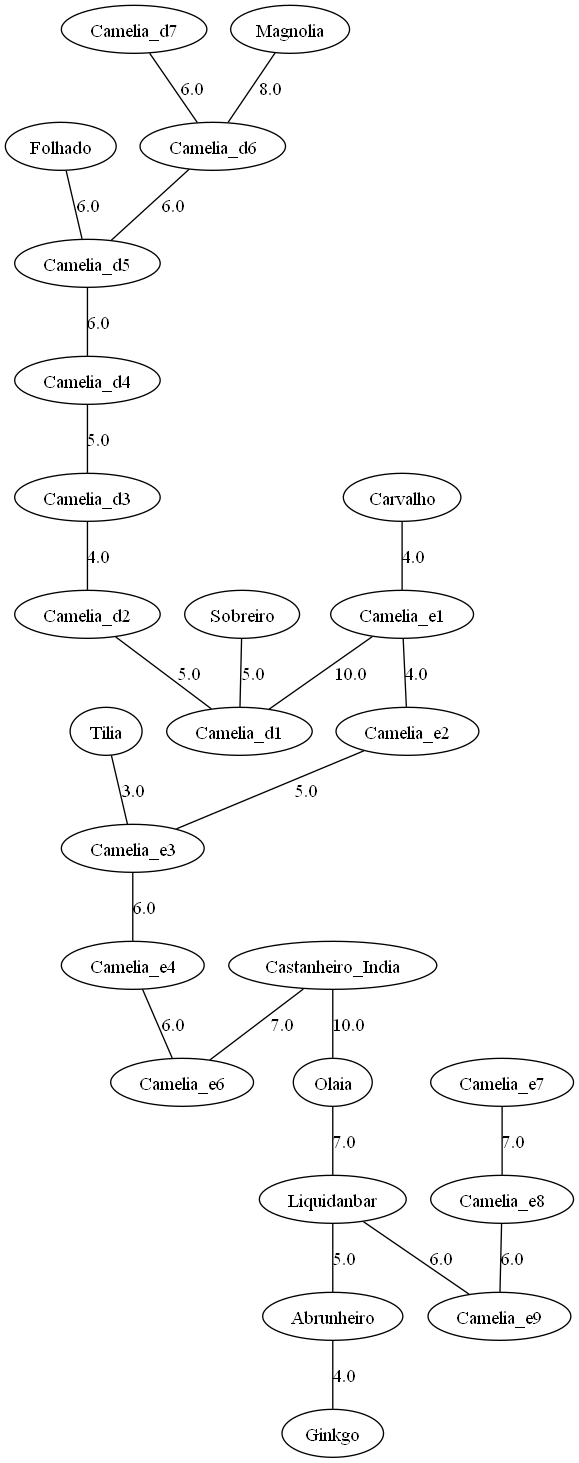 Camelia_d7
Magnolia
6.0
8.0
Folhado
Camelia_d6
6.0
6.0
Camelia_d5
6.0
Camelia_d4
5.0
Camelia_d3
Carvalho
4.0
4.0
Camelia_d2
Sobreiro
Camelia_e1
5.0
5.0
10.0
4.0
Tilia
Camelia_d1
Camelia_e2
3.0
5.0
Camelia_e3
6.0
Camelia_e4
Castanheiro_India
6.0
7.0
10.0
Camelia_e6
Olaia
Camelia_e7
7.0
7.0
Liquidanbar
Camelia_e8
5.0
6.0
6.0
Abrunheiro
Camelia_e9
4.0
Ginkgo